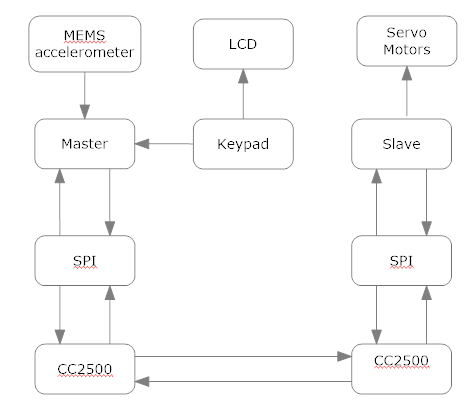 MEMS
accelerometer
LCD
Servo
Motors
Master
Keypad
Slave
SPI
SPI
CC2500
CC2500